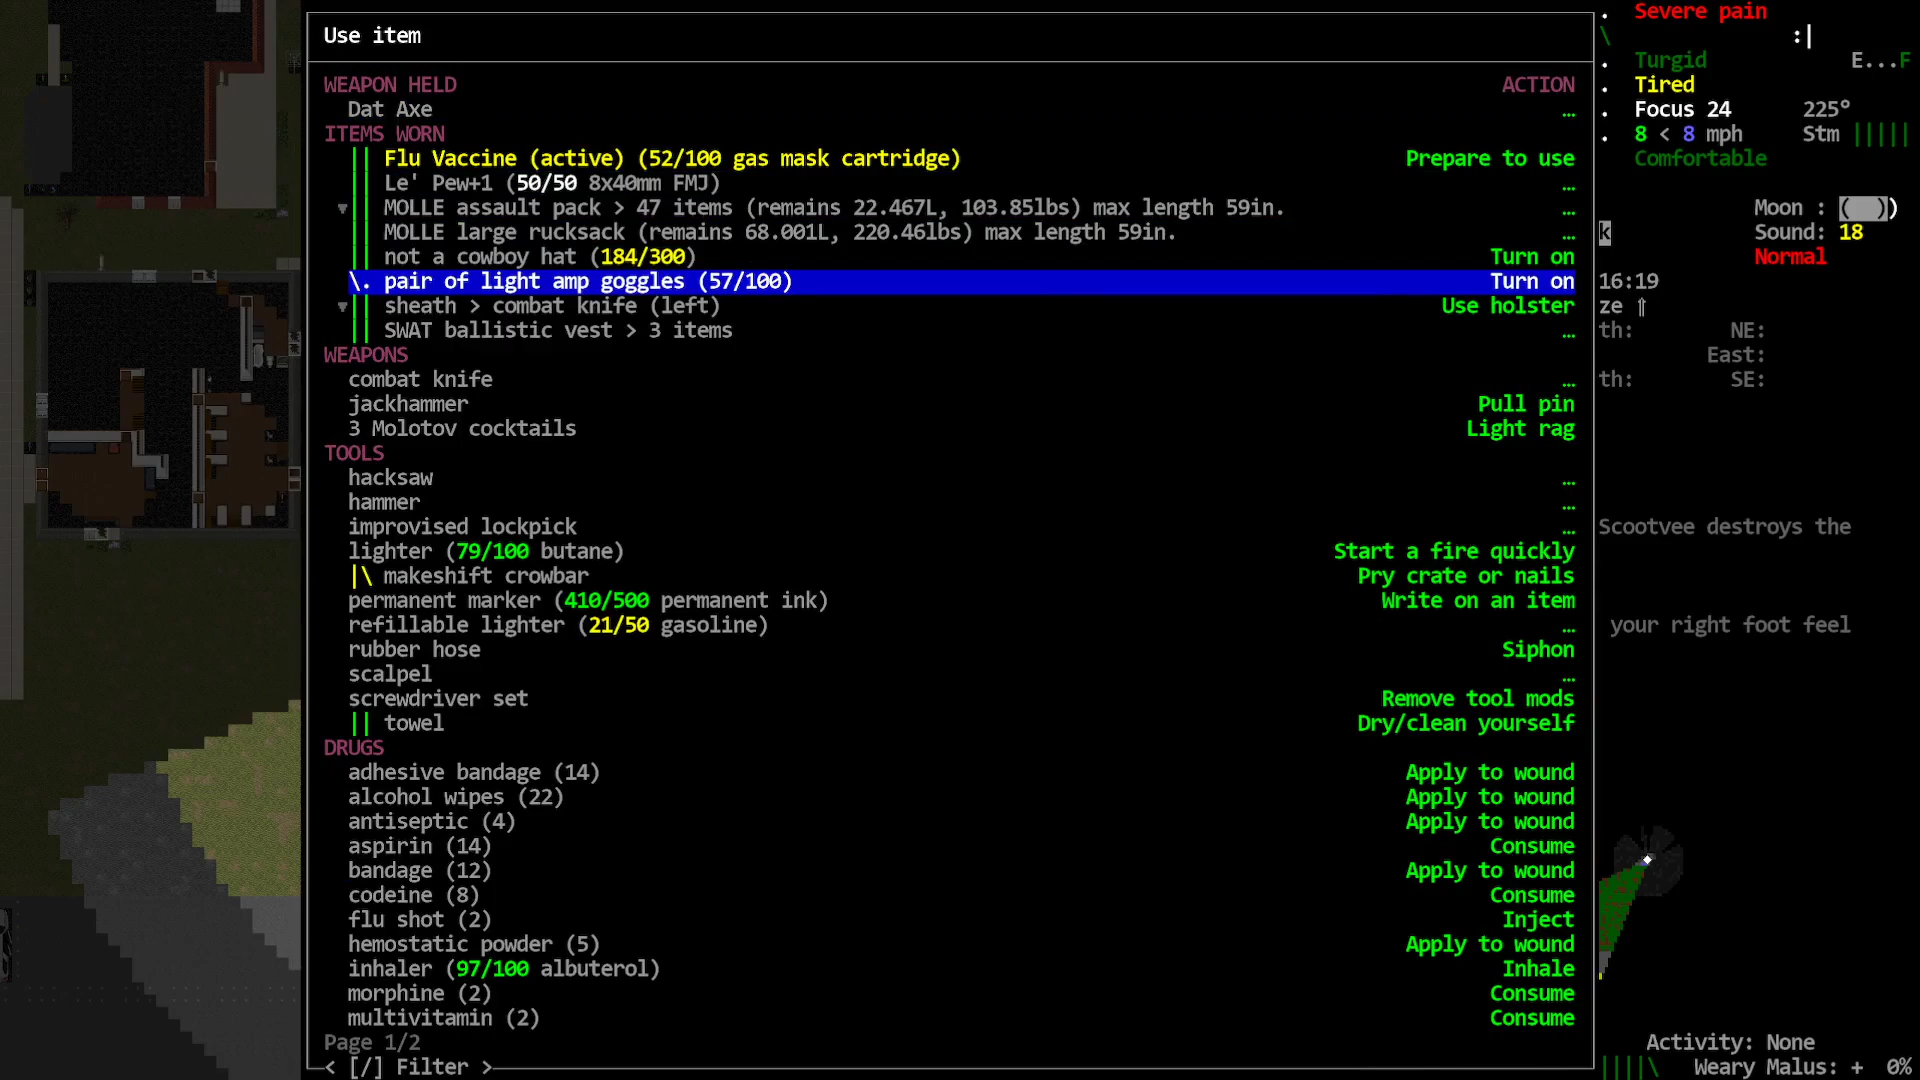 Use item
WEAPON HELD ACTION
Dat Axe …
ITEMS WORN
|| Flu Vaccine (active) (52/100 gas mask cartridge) Prepare to use
|| Le' Pew+1 (50/50 8x40mm FMJ) …
▼|| MOLLE assault pack > 47 items (remains 22.467L, 103.85lbs) max length 59in. …
|| MOLLE large rucksack (remains 68.001L, 220.46lbs) max length 59in. …
|| not a cowboy hat (184/300) Turn on
\. pair of light amp goggles (57/100) Turn on
▼|| sheath > combat knife (left) Use holster
|| SWAT ballistic vest > 3 items …
WEAPONS
combat knife …
jackhammer Pull pin
3 Molotov cocktails Light rag
TOOLS
hacksaw …
hammer …
improvised lockpick …
lighter (79/100 butane) Start a fire quickly
|\ makeshift crowbar Pry crate or nails
permanent marker (410/500 permanent ink) Write on an item
refillable lighter (21/50 gasoline) …
rubber hose Siphon
scalpel …
screwdriver set Remove tool mods
|| towel Dry/clean yourself
DRUGS
adhesive bandage (14) Apply to wound
alcohol wipes (22) Apply to wound
antiseptic (4) Apply to wound
aspirin (14) Consume
bandage (12) Apply to wound
codeine (8) Consume
flu shot (2) Inject
hemostatic powder (5) Apply to wound
inhaler (97/100 albuterol) Inhale
morphine (2) Consume
multivitamin (2) Consume
Page 1/2
< [/] Filter >
. Severe pain
\ :|
. Turgid E...F
. Tired
. Focus 24 225°
. 8 < 8 mph Stm |||||
Comfortable
Moon : (   ))
k Sound: 18
Normal
16:19
ze ⇑
th: NE:
East:
th: SE:
Scootvee destroys the
your right foot feel
Activity: None
||||\ Weary Malus: + 0%